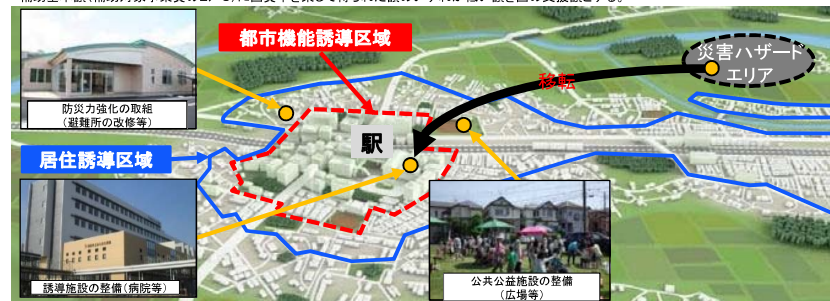 都市機能誘導区域
災害ハザード
エリア
移転
防災力強化の取組
(避難所の改修等)
駅
居住誘導区域
誘導施設の整備(病院等)
公共公益施設の整備
(広場等)